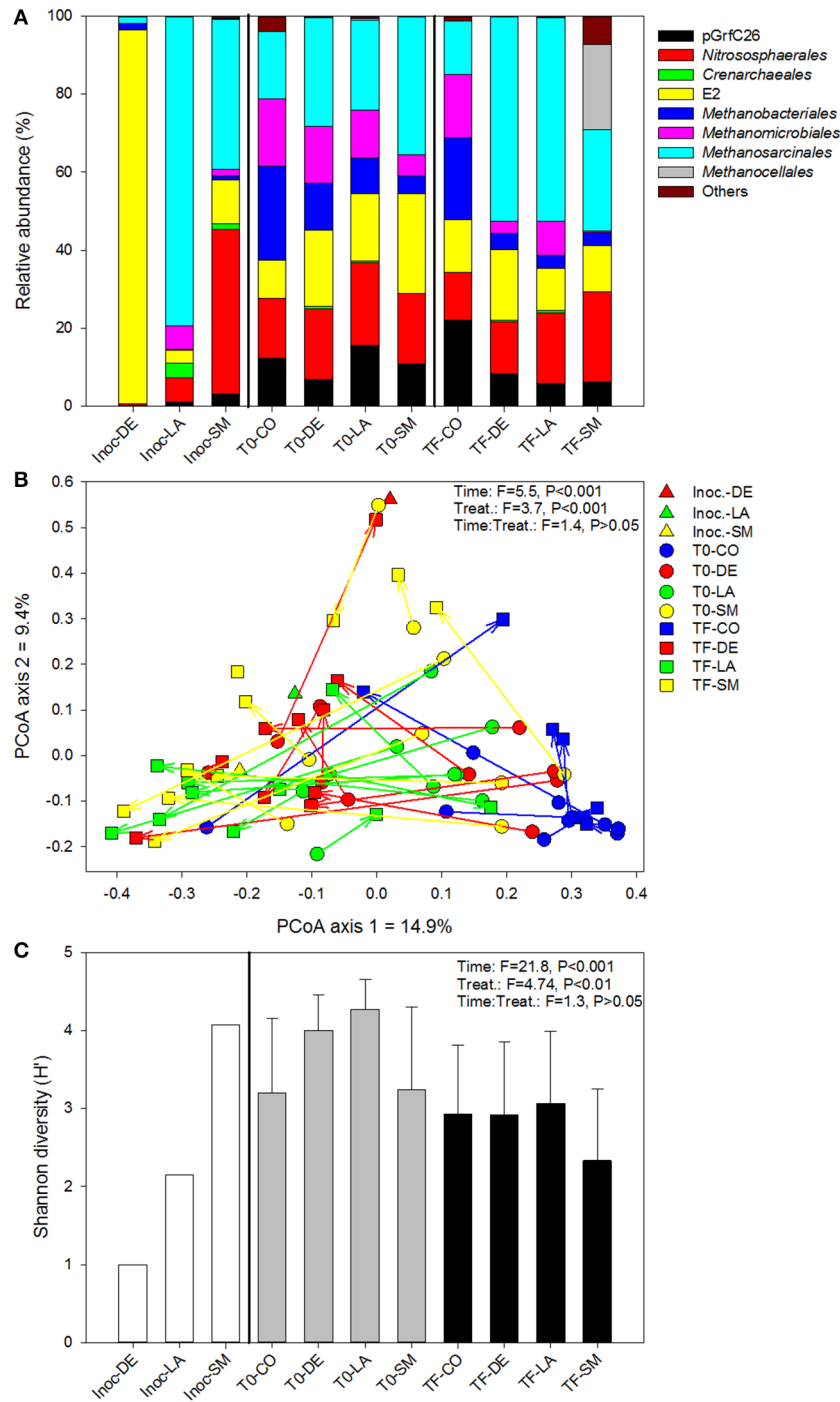 A
Relative abundance (%)
100
80
60
40
20
0
Inoc-DE
Inoc-LA
Inoc-SM
T0-CO
T0-DE
T0-LA
T0-SM
TF-CO
TF-DE
TF-LA
TF-SM
pGrfC26
Nitrososphaerales
Crenarchaeales
E2
Methanobacteriales
Methanomicrobiales
Methanosarcinales
Methanocellales
Others
B
PCoA axis 2 = 9.4%
0.6
0.5
0.4
0.3
0.2
0.1
0.0
-0.1
-0.2
Time: F=5.5, P<0.001
Treat.: F=3.7, P<0.001
Time:Treat.: F=1.4, P>0.05
-0.4
-0.3
-0.2
-0.1
0.0
0.1
0.2
0.3
0.4
PCoA axis 1 = 14.9%
Inoc.-DE
Inoc.-LA
Inoc.-SM
T0-CO
T0-DE
T0-LA
T0-SM
TF-CO
TF-DE
TF-LA
TF-SM
C
Shannon diversity (H')
5
4
3
2
1
0
Time: F=21.8, P<0.001
Treat.: F=4.74, P<0.01
Time:Treat.: F=1.3, P>0.05
Inoc-DE
Inoc-LA
Inoc-SM
T0-CO
T0-DE
T0-LA
T0-SM
TF-CO
TF-DE
TF-LA
TF-SM